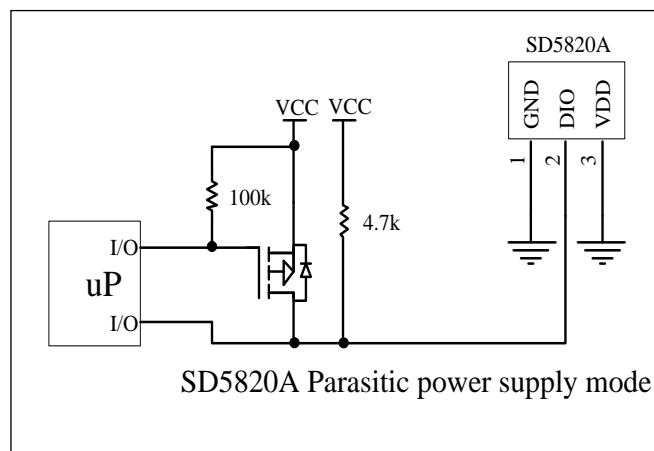 SD5820A
GND
DIO
VDD
1
2
3
VCC
VCC
100k
4.7k
I/O
uP
I/O
SD5820A Parasitic power supply mode